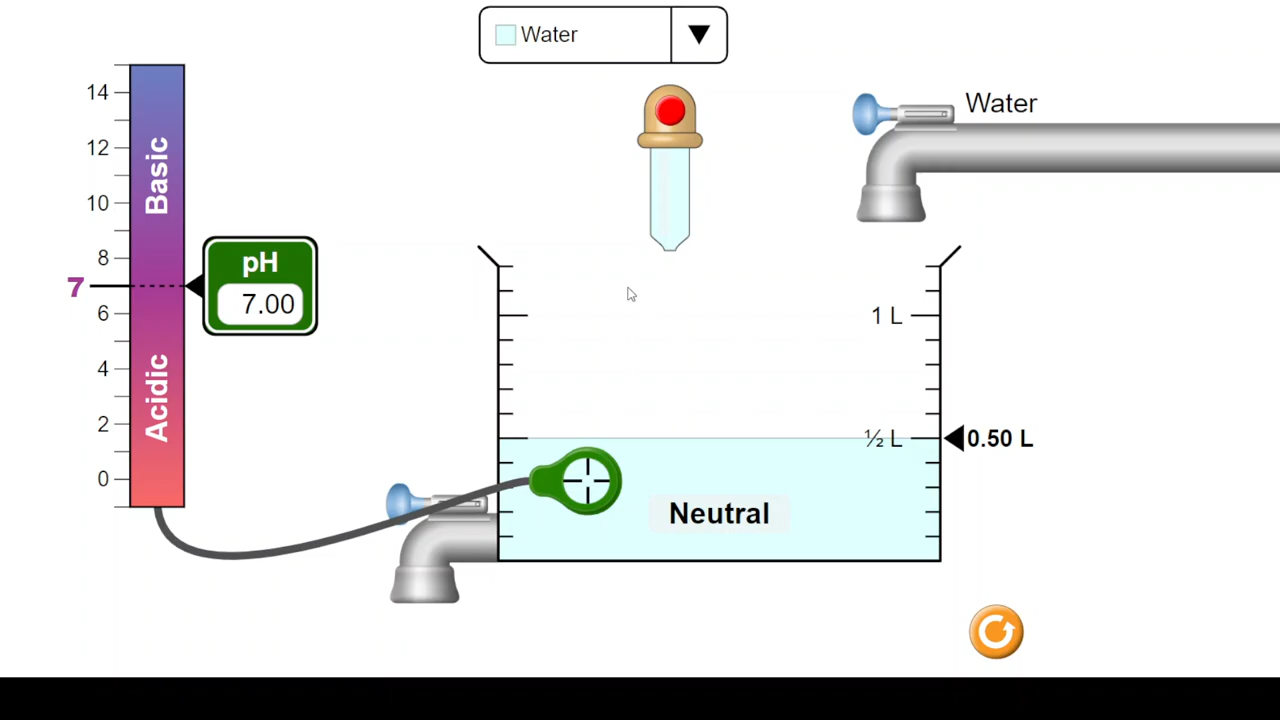 Water
Water
14
12
10
8
7
6
4
2
0
Basic
Acidic
pH
7.00
1 L
½ L
0.50 L
Neutral